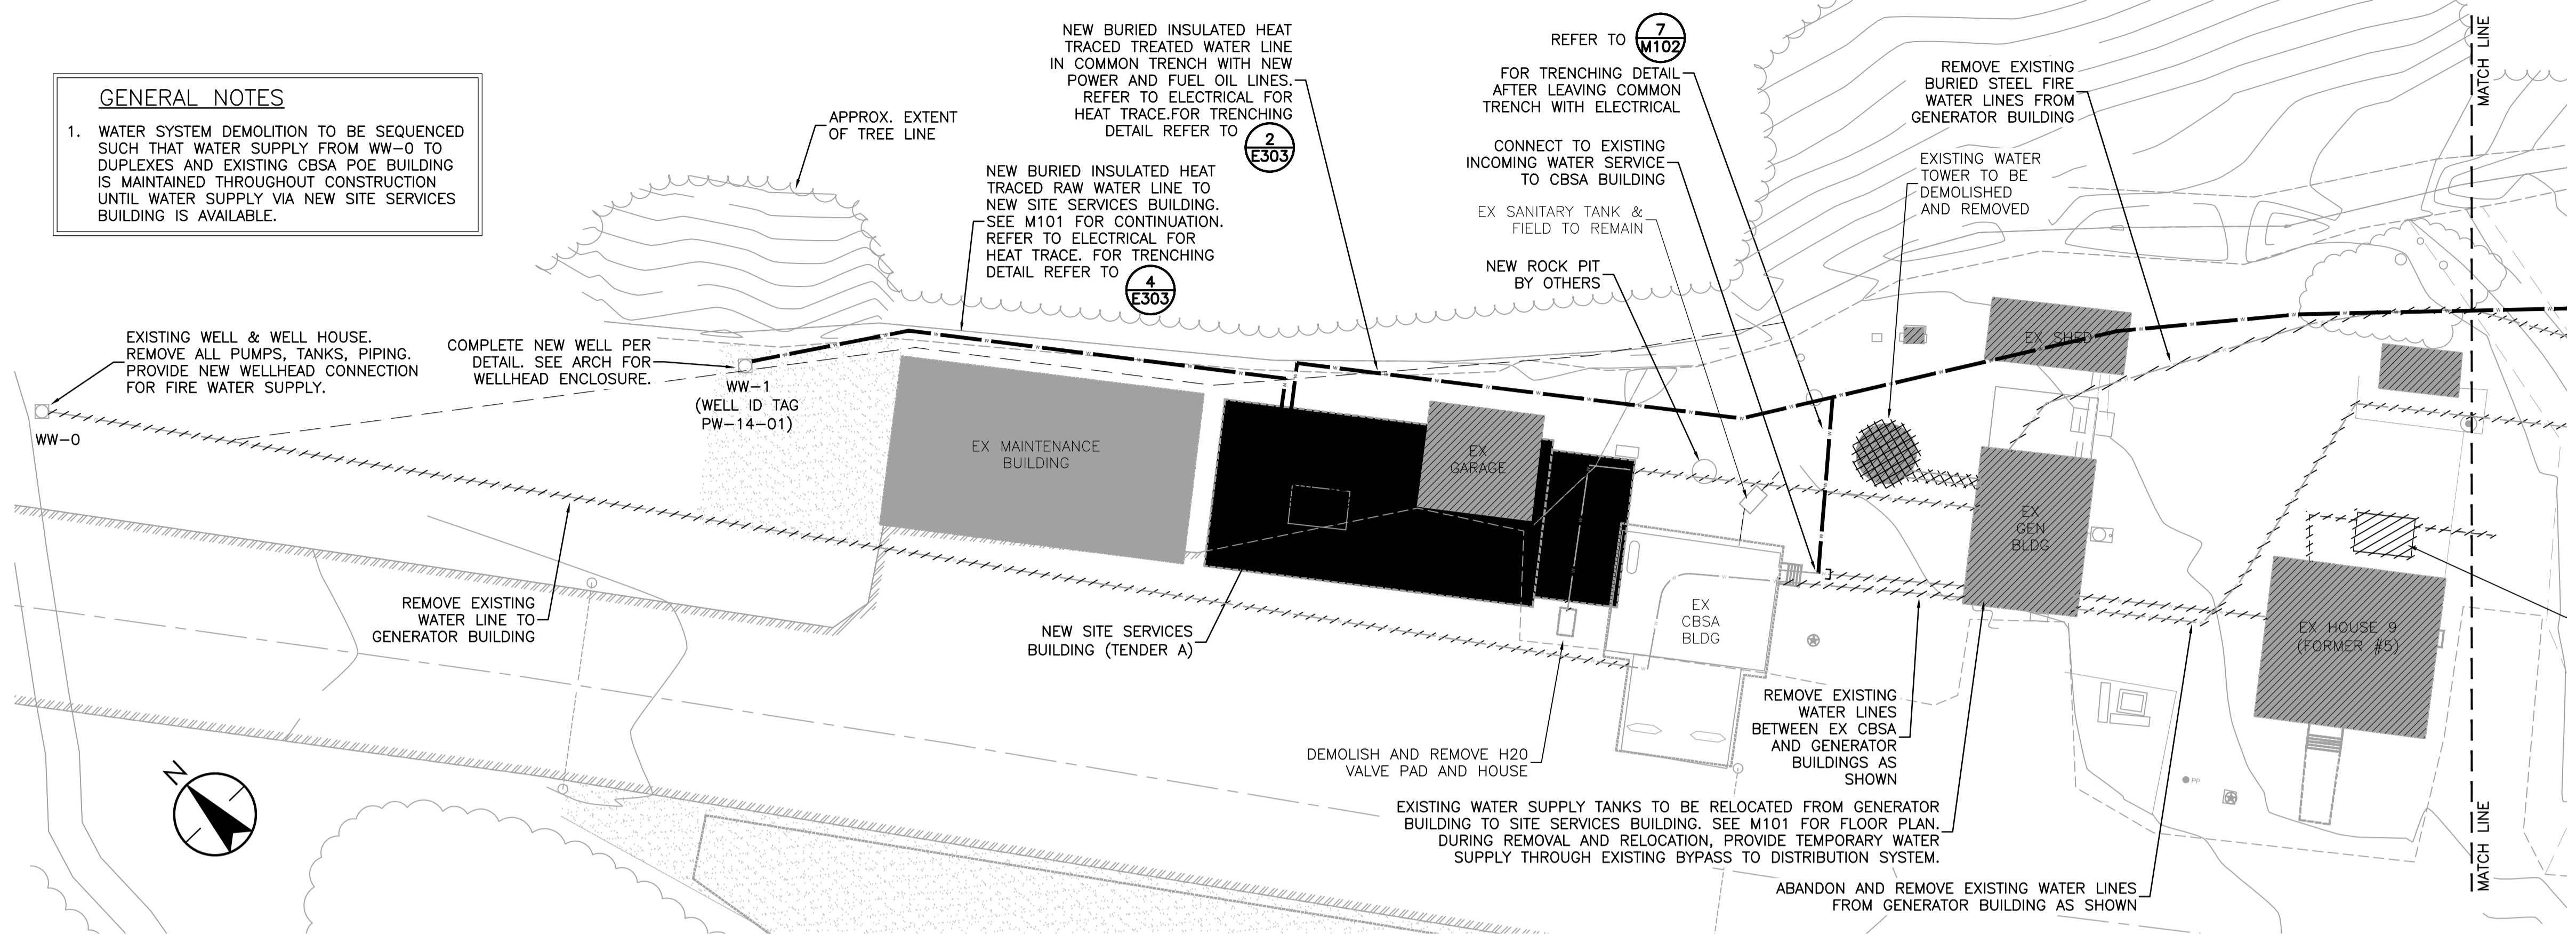 GENERAL NOTES
1. WATER SYSTEM DEMOLITION TO BE SEQUENCED
SUCH THAT WATER SUPPLY FROM WW-0 TO
DUPLEXES AND EXISTING CBSA POE BUILDING
IS MAINTAINED THROUGHOUT CONSTRUCTION
UNTIL WATER SUPPLY VIA NEW SITE SERVICES
BUILDING IS AVAILABLE.
APPROX. EXTENT
OF TREE LINE
NEW BURIED INSULATED HEAT
TRACED TREATED WATER LINE
IN COMMON TRENCH WITH NEW
POWER AND FUEL OIL LINES.
REFER TO ELECTRICAL FOR
HEAT TRACE.FOR TRENCHING
DETAIL REFER TO
2
E303
NEW BURIED INSULATED HEAT
TRACED RAW WATER LINE TO
NEW SITE SERVICES BUILDING.
SEE M101 FOR CONTINUATION.
REFER TO ELECTRICAL FOR
HEAT TRACE. FOR TRENCHING
DETAIL REFER TO
4
E303
REFER TO
7
M102
FOR TRENCHING DETAIL
AFTER LEAVING COMMON
TRENCH WITH ELECTRICAL
CONNECT TO EXISTING
INCOMING WATER SERVICE
TO CBSA BUILDING
EX SANITARY TANK &
FIELD TO REMAIN
NEW ROCK PIT
BY OTHERS
REMOVE EXISTING
BURIED STEEL FIRE
WATER LINES FROM
GENERATOR BUILDING
EXISTING WATER
TOWER TO BE
DEMOLISHED
AND REMOVED
MATCH LINE
EXISTING WELL & WELL HOUSE.
REMOVE ALL PUMPS, TANKS, PIPING.
PROVIDE NEW WELLHEAD CONNECTION
FOR FIRE WATER SUPPLY.
WW-0
COMPLETE NEW WELL PER
DETAIL. SEE ARCH FOR
WELLHEAD ENCLOSURE.
WW-1
(WELL ID TAG
PW-14-01)
EX MAINTENANCE
BUILDING
EX
GARAGE
EX SHED
EX
GEN
BLDG
EX
CBSA
BLDG
EX HOUSE 9
(FORMER #5)
REMOVE EXISTING
WATER LINE TO
GENERATOR BUILDING
NEW SITE SERVICES
BUILDING (TENDER A)
DEMOLISH AND REMOVE H20
VALVE PAD AND HOUSE
REMOVE EXISTING
WATER LINES
BETWEEN EX CBSA
AND GENERATOR
BUILDINGS AS
SHOWN
PP
N
EXISTING WATER SUPPLY TANKS TO BE RELOCATED FROM GENERATOR
BUILDING TO SITE SERVICES BUILDING. SEE M101 FOR FLOOR PLAN.
DURING REMOVAL AND RELOCATION, PROVIDE TEMPORARY WATER
SUPPLY THROUGH EXISTING BYPASS TO DISTRIBUTION SYSTEM.
ABANDON AND REMOVE EXISTING WATER LINES
FROM GENERATOR BUILDING AS SHOWN
MATCH LINE